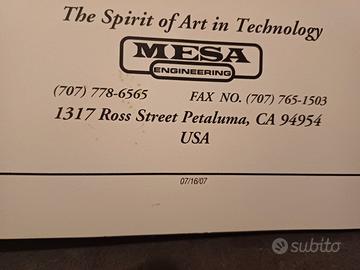 The Spirit of Art in Technology
MESA
ENGINEERING
(707) 778-6565 FAX NO. (707) 765-1503
1317 Ross Street Petaluma, CA 94954
USA
07/16/07
subito